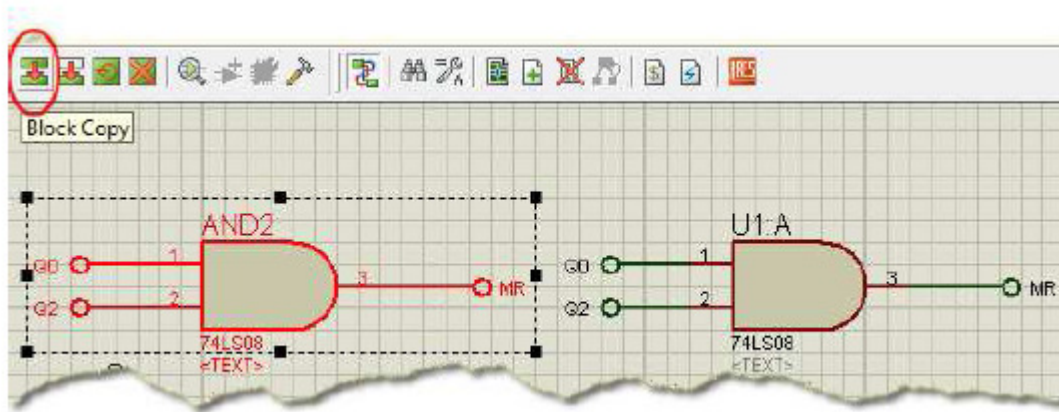 ARES
Block Copy
AND2
Q0 1
3 MR
Q2 2
74LS08
<TEXT>
U1:A
Q0 1
3 MR
Q2 2
74LS08
<TEXT>